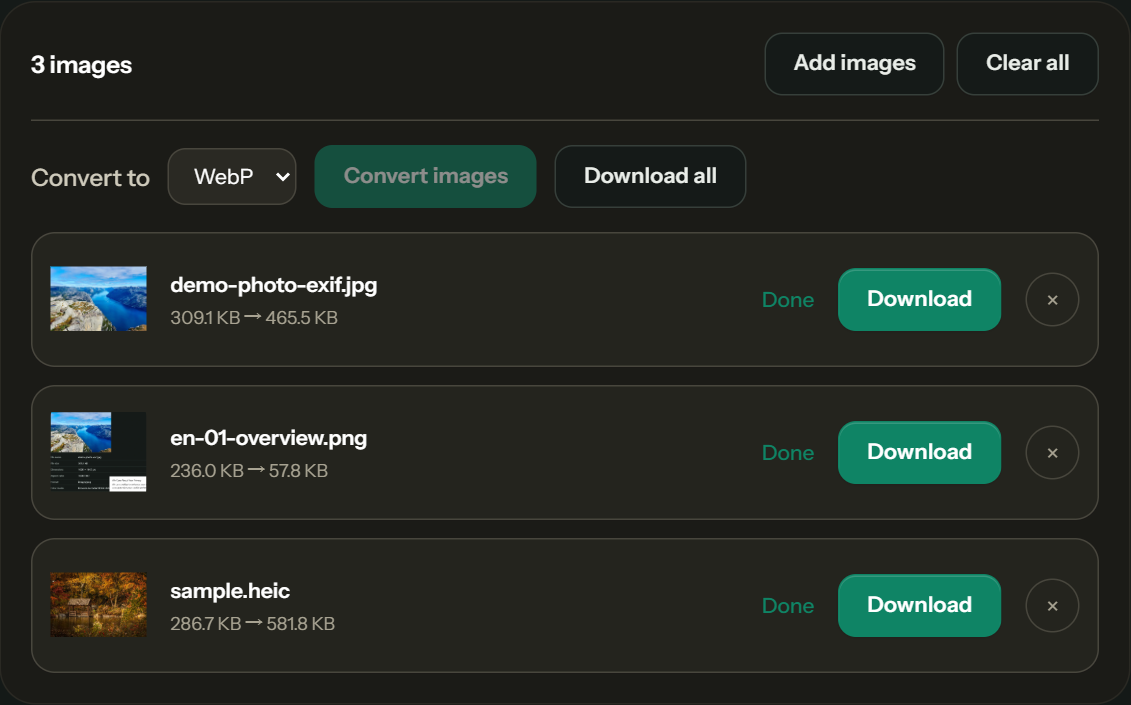 3 images
Add images
Clear all
Convert to
WebP
Convert images
Download all
demo-photo-exif.jpg
309.1 KB → 465.5 KB
Done
Download
×
en-01-overview.png
236.0 KB → 57.8 KB
Done
Download
×
sample.heic
286.7 KB → 581.8 KB
Done
Download
×